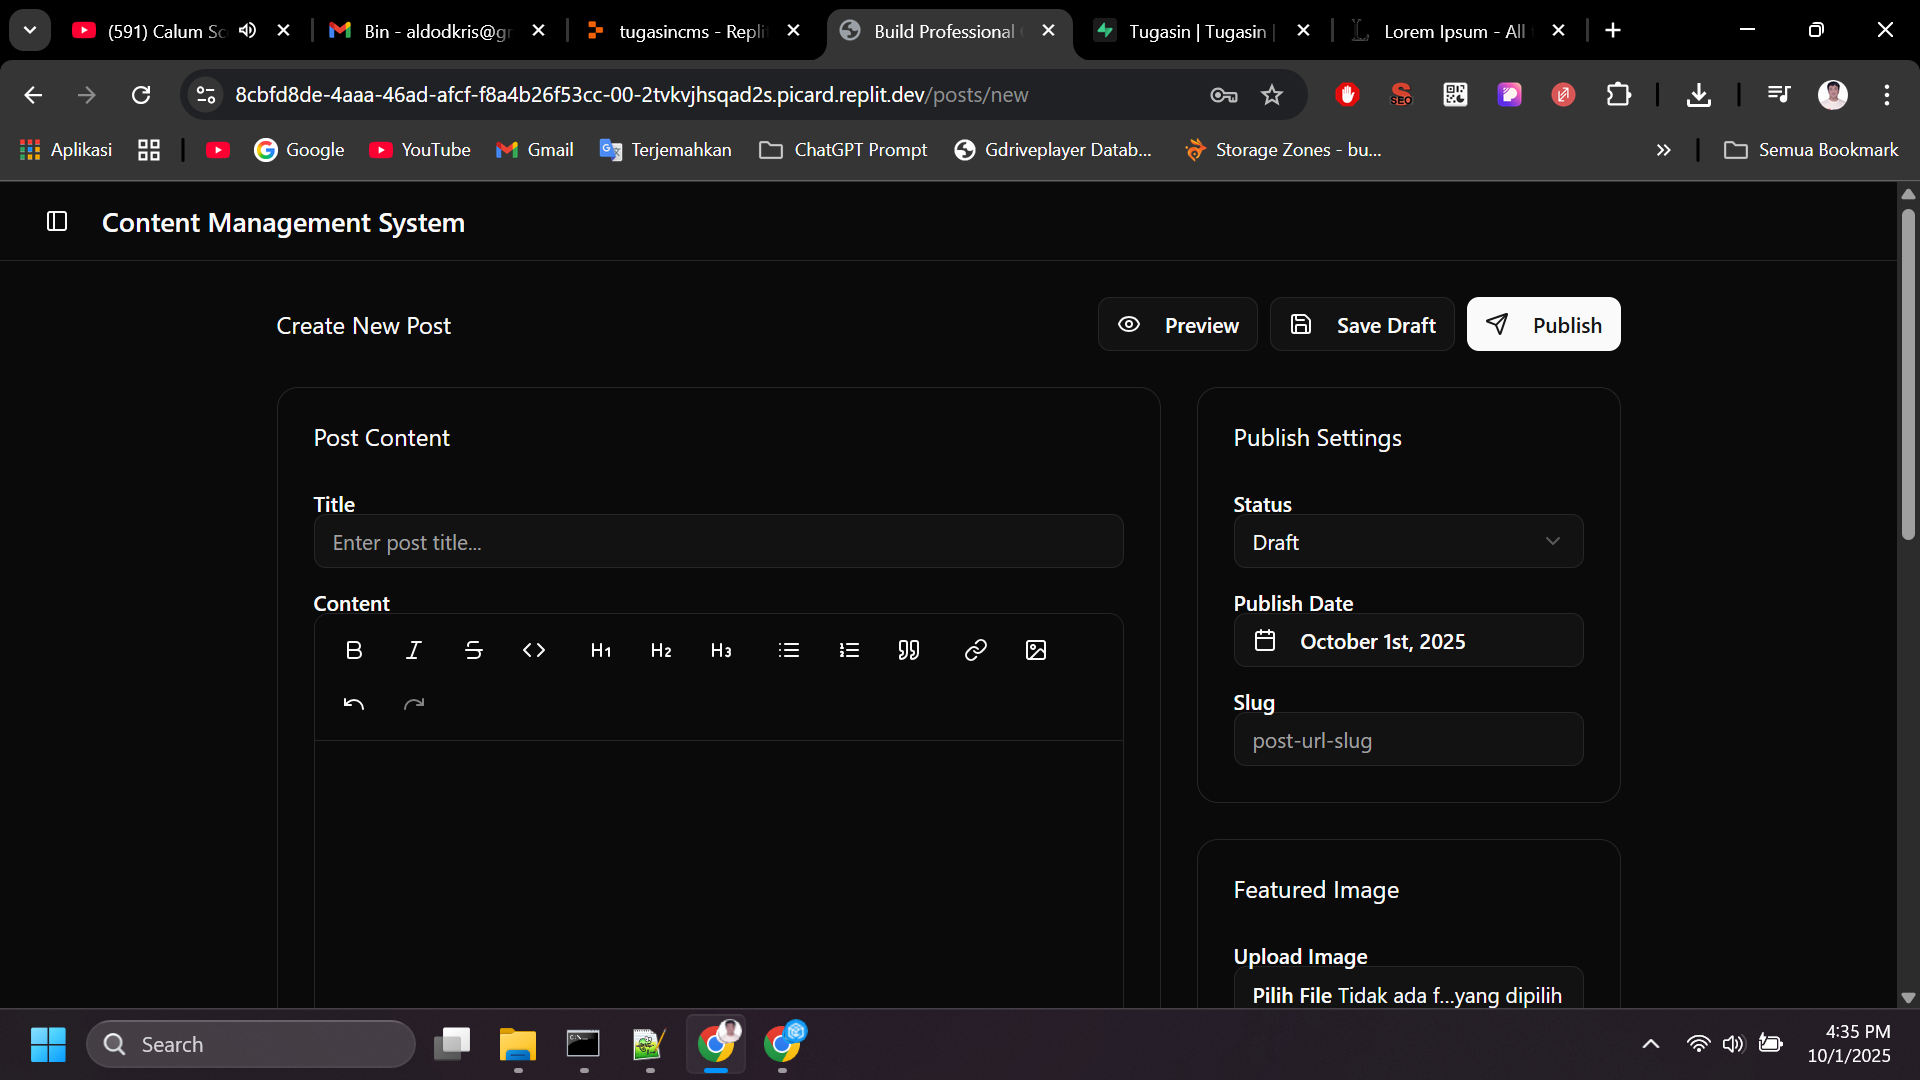 (591) Calum Sc
Bin - aldodkris@gm
tugasincms - Repli
Build Professional
Tugasin | Tugasin |
Lorem Ipsum - All
8cbfd8de-4aaa-46ad-afcf-f8a4b26f53cc-00-2tvkvjhsqad2s.picard.replit.dev/posts/new
SEO
Aplikasi
Google
YouTube
Gmail
Terjemahkan
ChatGPT Prompt
Gdriveplayer Datab...
Storage Zones - bu...
Semua Bookmark
Content Management System
Create New Post
Preview
Save Draft
Publish
Post Content
Title
Enter post title...
Content
B I S <> H1 H2 H3
Publish Settings
Status
Draft
Publish Date
October 1st, 2025
Slug
post-url-slug
Featured Image
Upload Image
Pilih File Tidak ada f...yang dipilih
Search
4:35 PM
10/1/2025